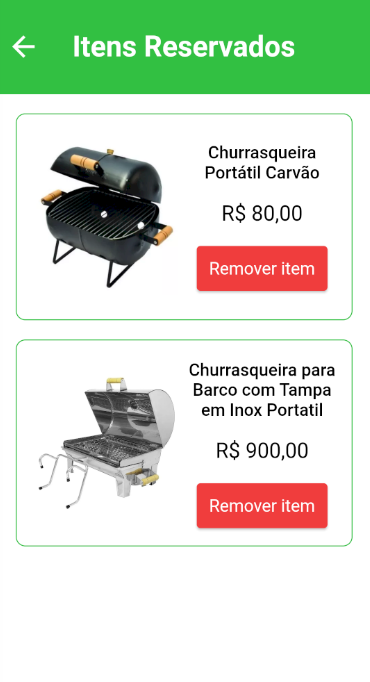 Itens Reservados
Churrasqueira
Portátil Carvão
R$ 80,00
Remover item
Churrasqueira para
Barco com Tampa
em Inox Portatil
R$ 900,00
Remover item